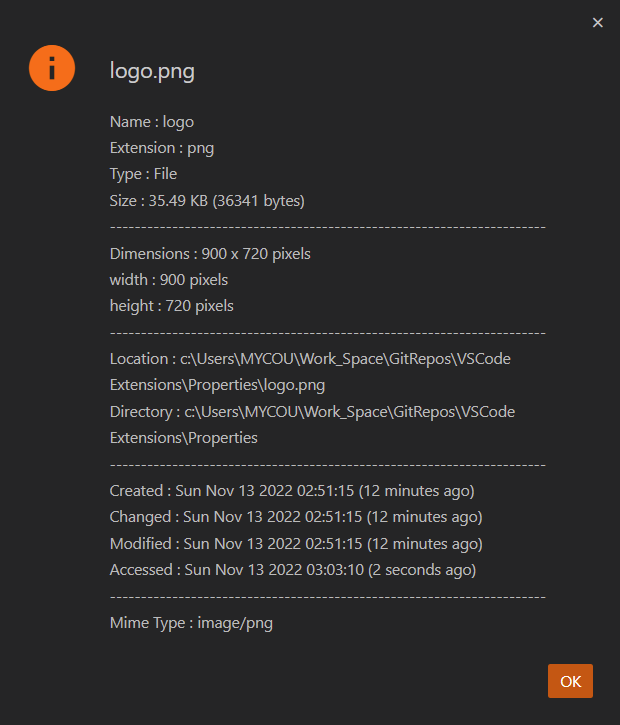 logo.png
Name : logo
Extension : png
Type : File
Size : 35.49 KB (36341 bytes)
-----------------------------------------------------------------------
Dimensions : 900 x 720 pixels
width : 900 pixels
height : 720 pixels
-----------------------------------------------------------------------
Location : c:\Users\MYCOU\Work_Space\GitRepos\VSCode
Extensions\Properties\logo.png
Directory : c:\Users\MYCOU\Work_Space\GitRepos\VSCode
Extensions\Properties
-----------------------------------------------------------------------
Created : Sun Nov 13 2022 02:51:15 (12 minutes ago)
Changed : Sun Nov 13 2022 02:51:15 (12 minutes ago)
Modified : Sun Nov 13 2022 02:51:15 (12 minutes ago)
Accessed : Sun Nov 13 2022 03:03:10 (2 seconds ago)
-----------------------------------------------------------------------
Mime Type : image/png
OK